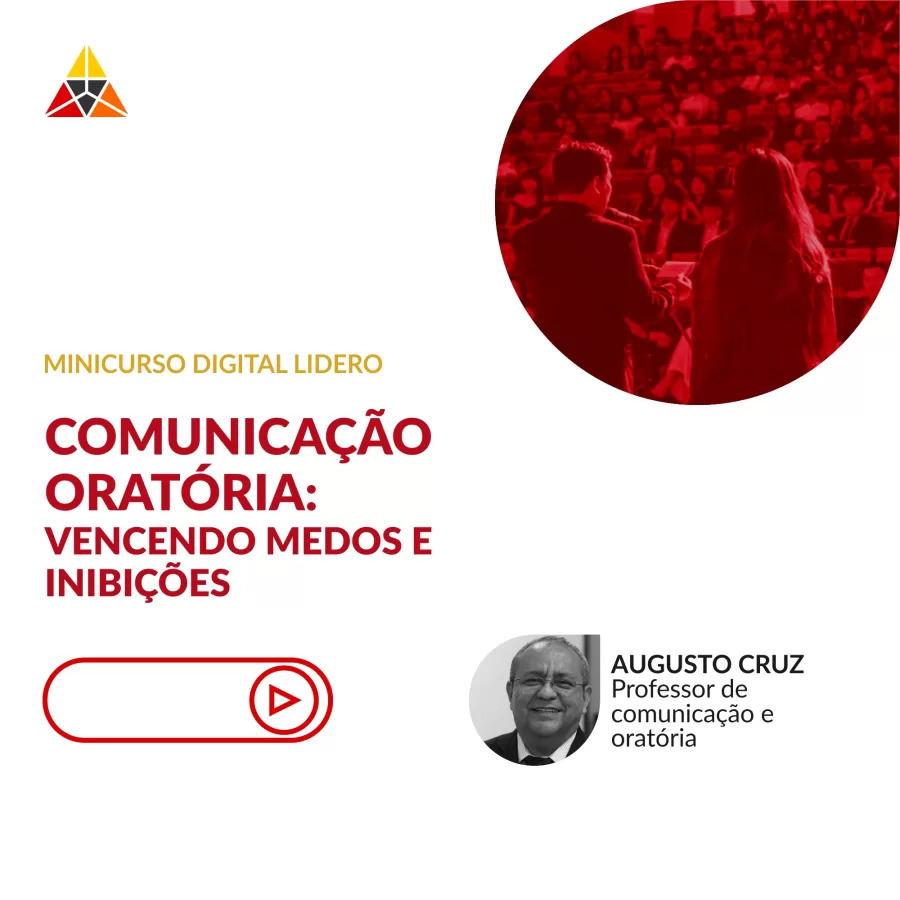 MINICURSO DIGITAL LIDERO
COMUNICAÇÃO
ORATÓRIA:
VENCENDO MEDOS E
INIBIÇÕES
AUGUSTO CRUZ
Professor de
comunicação e
oratória